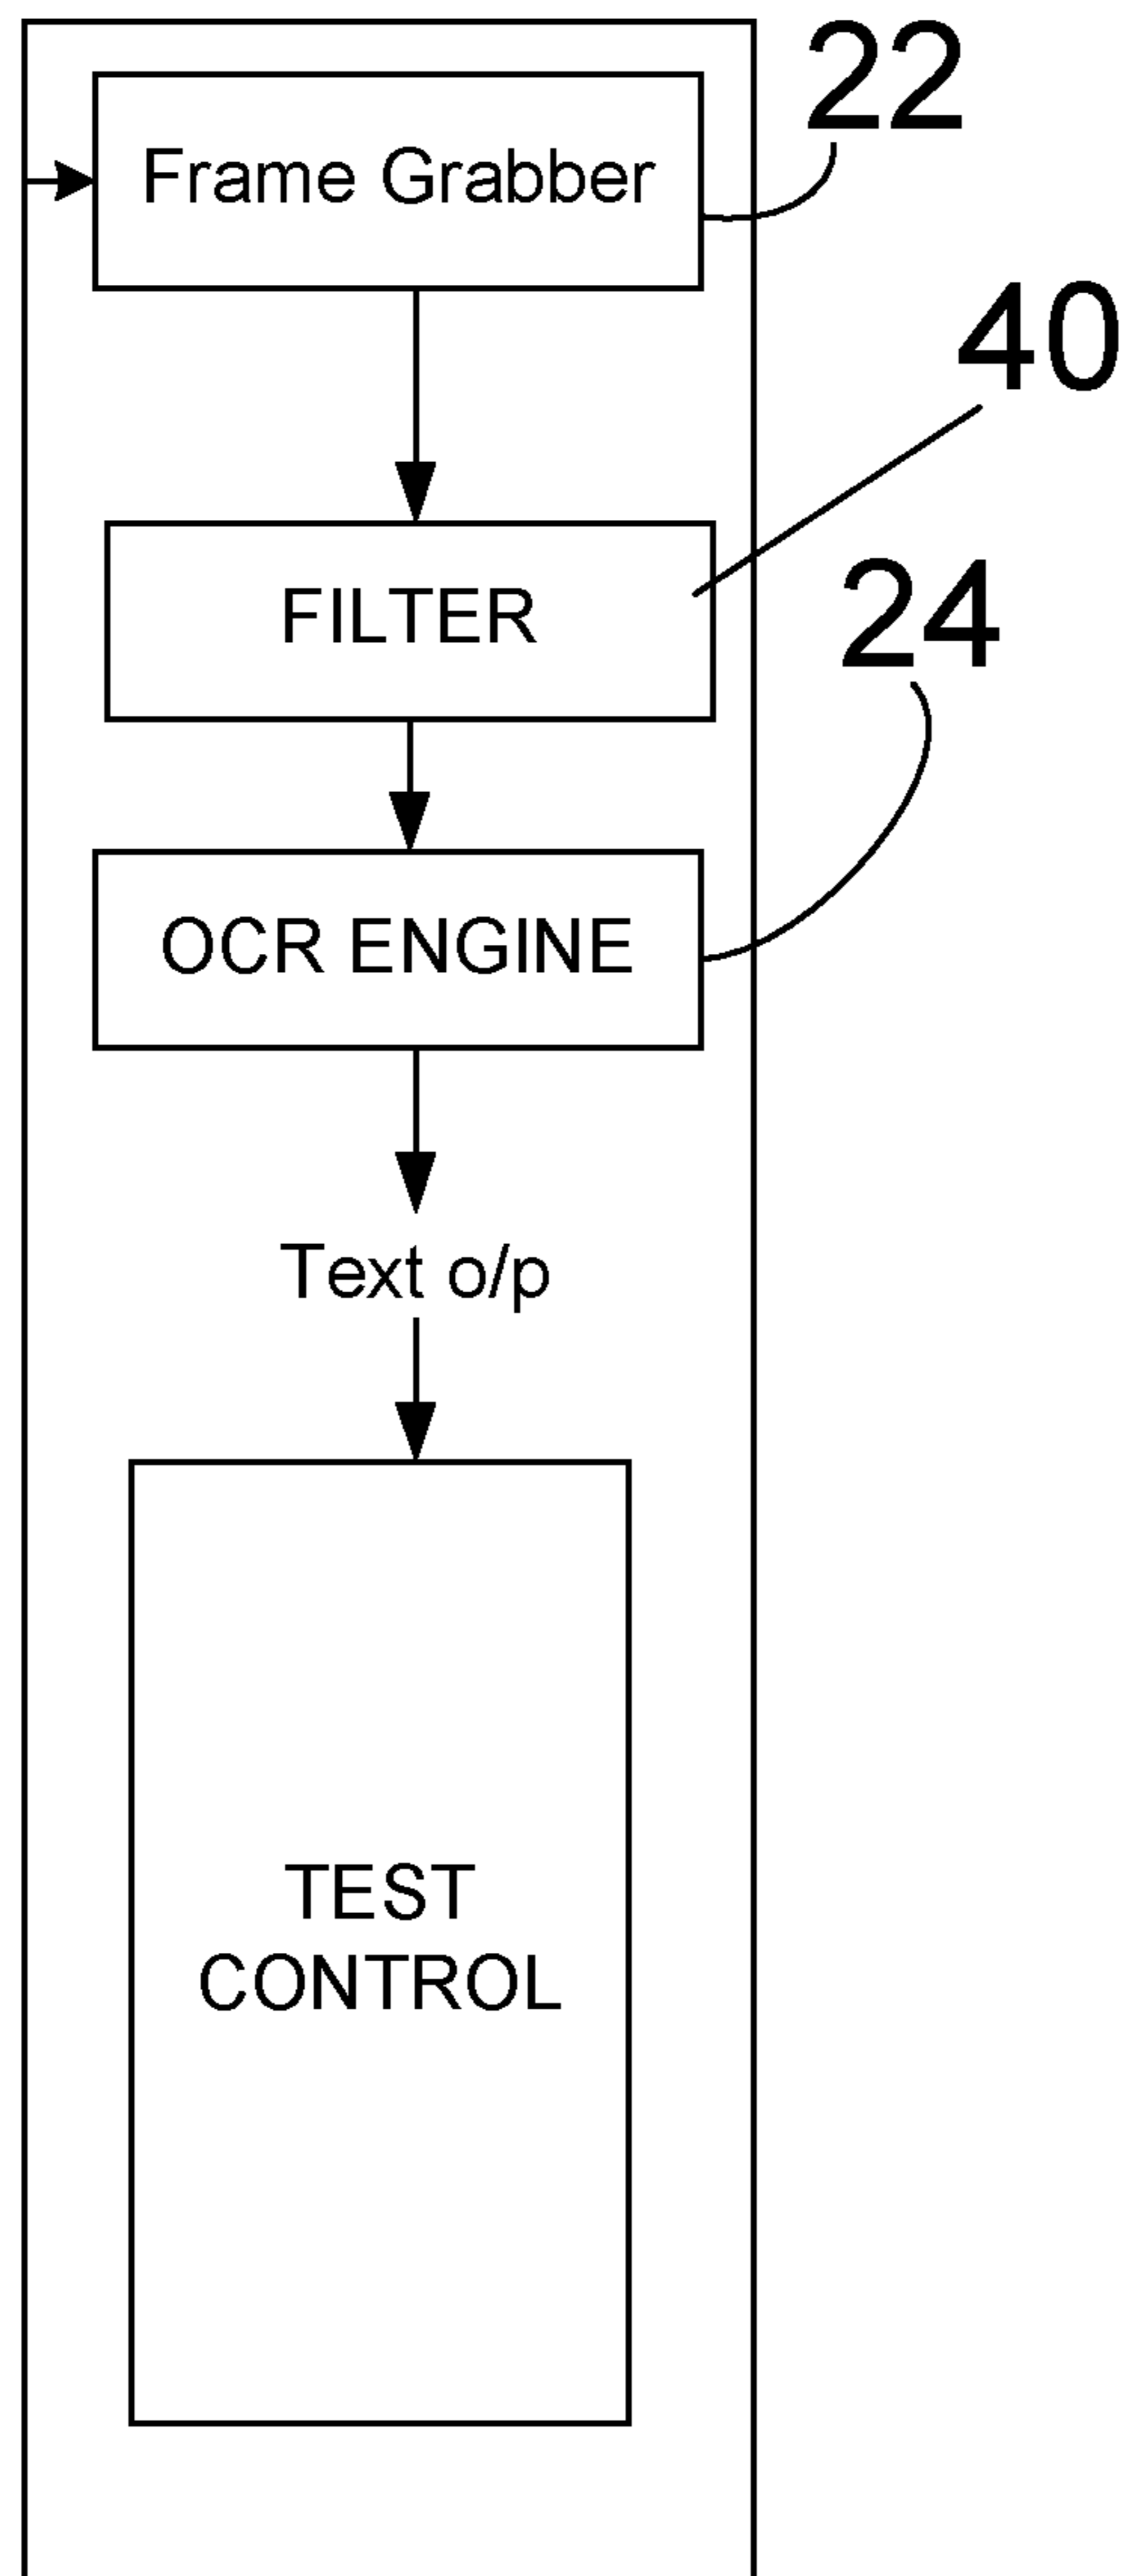 22
Frame Grabber
40
FILTER
24
OCR ENGINE
Text o/p
TEST
CONTROL